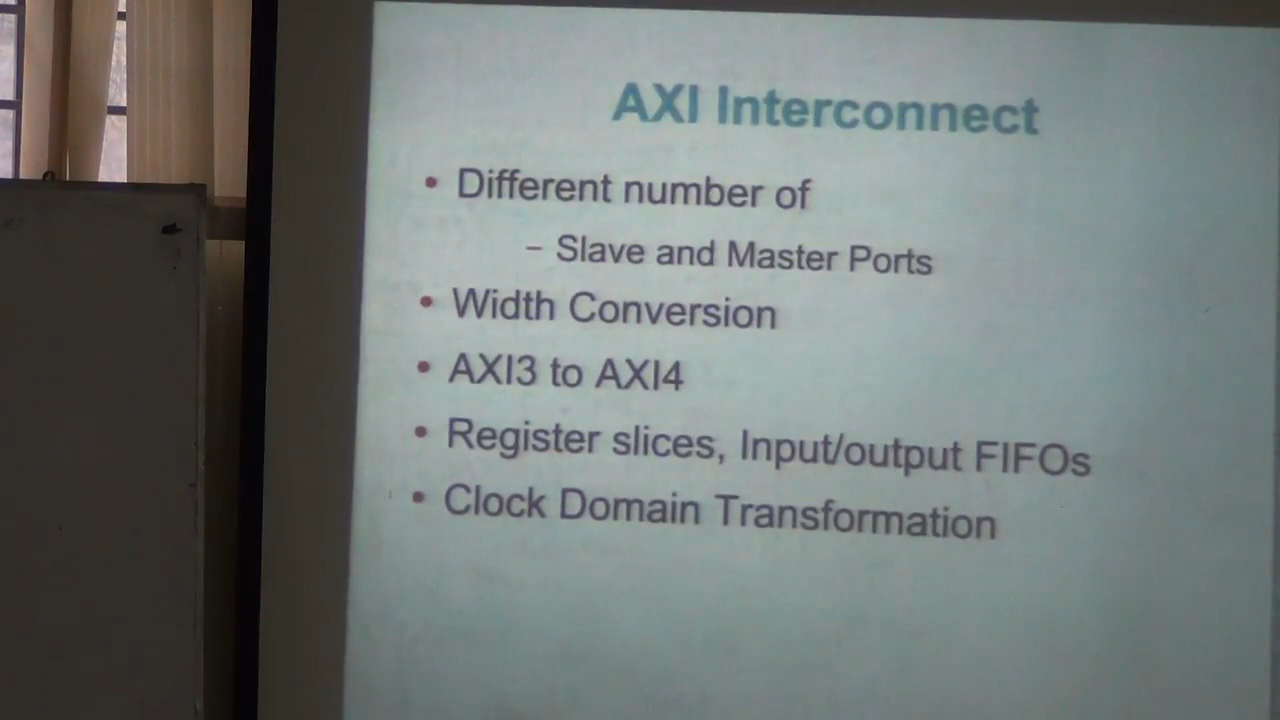 AXI Interconnect
• Different number of
– Slave and Master Ports
• Width Conversion
• AXI3 to AXI4
• Register slices, Input/output FIFOs
• Clock Domain Transformation